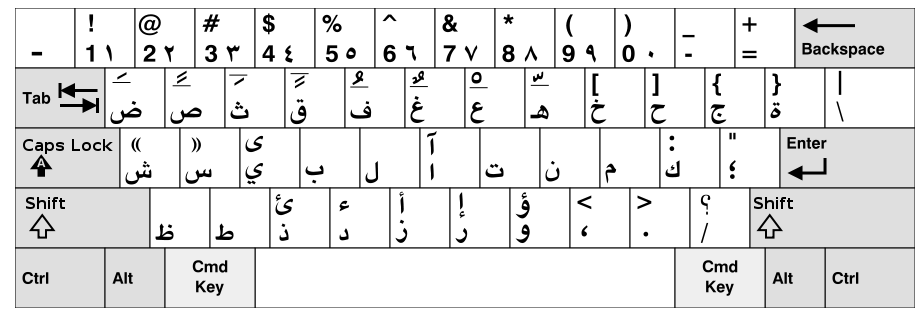 ! @ # $ % ^ & * ( ) _ +
- 1 ١ 2 ٢ 3 ٣ 4 ٤ 5 ٥ 6 ٦ 7 ٧ 8 ٨ 9 ٩ 0 ٠ - = Backspace
َ ً ِ ٍ ُ ٌ ْ ّ [ ] { } |
Tab ض ص ث ق ف غ ع هـ خ ح ج ة \
Caps Lock « » ى آ : " Enter
A ش س ي ب ل ا ت ن م ك ؛
Shift ئ ء أ إ ؤ < > ؟ Shift
ظ ط ذ د ز ر و ، . /
Ctrl Alt Cmd Key Cmd Key Alt Ctrl